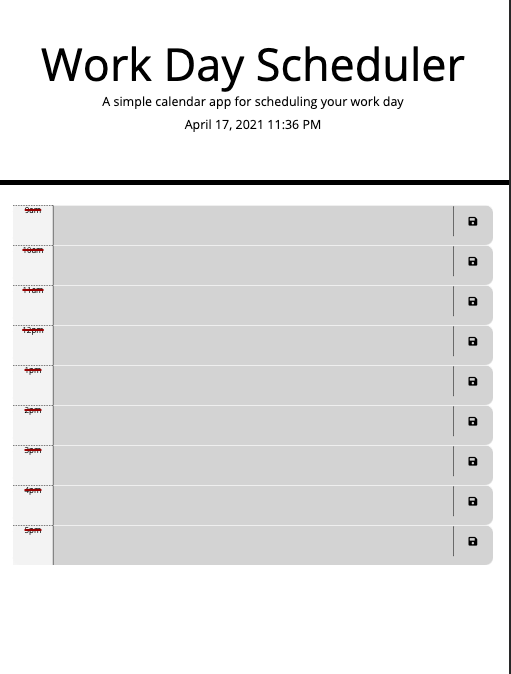 Work Day Scheduler
A simple calendar app for scheduling your work day
April 17, 2021 11:36 PM
9am
10am
11am
12pm
1pm
2pm
3pm
4pm
5pm